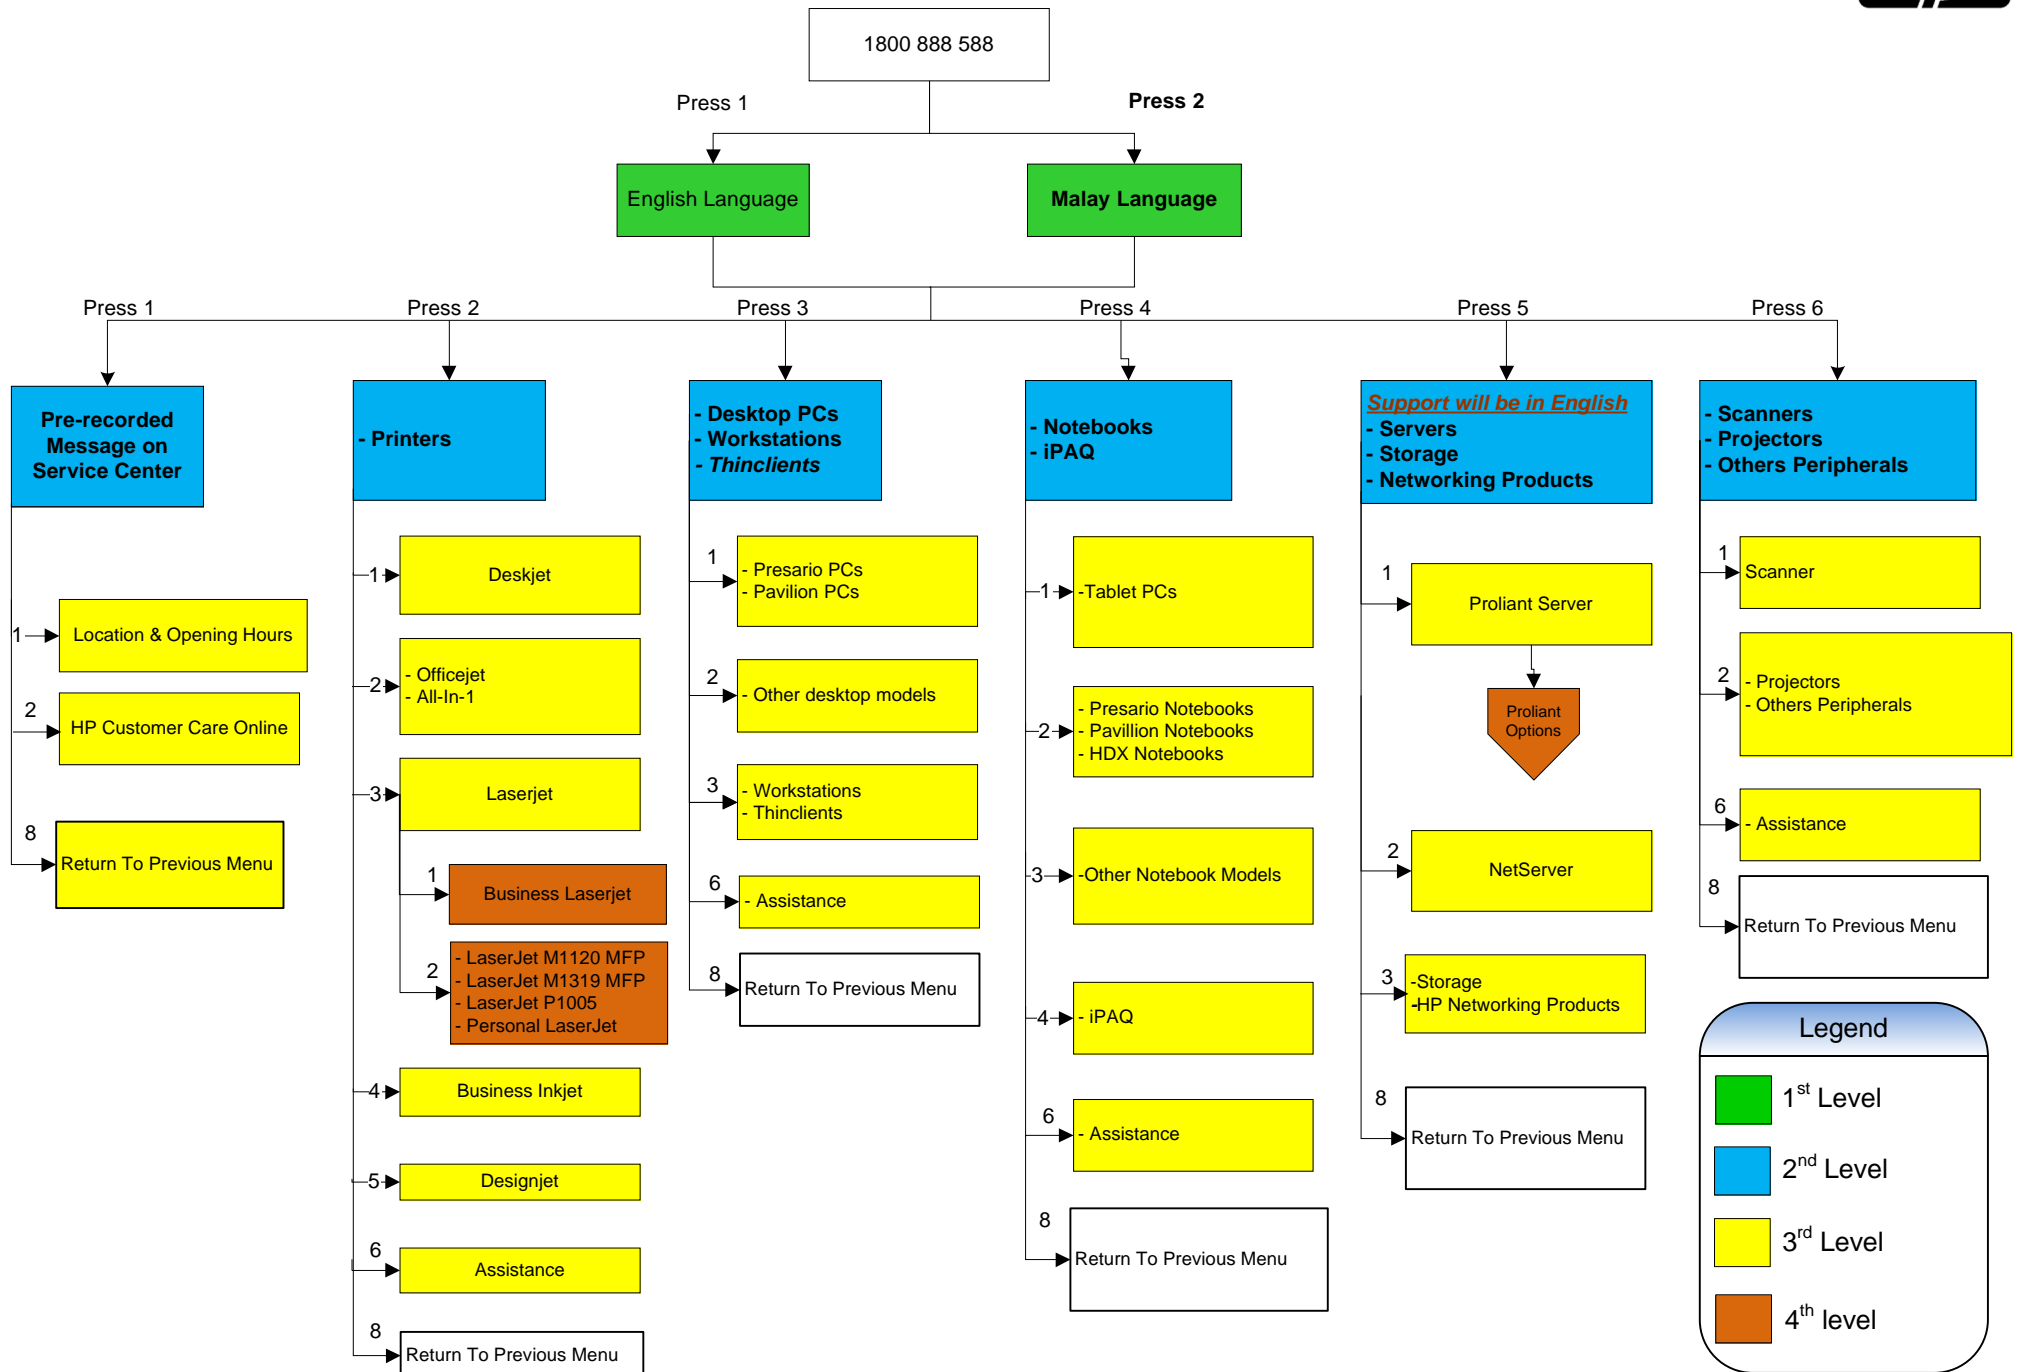 1800 888 588
Press 1
Press 2
English Language
Malay Language
Press 1
Press 2
Press 3
Press 4
Press 5
Press 6
Pre-recorded
Message on
Service Center
1
Location & Opening Hours
2
HP Customer Care Online
8
Return To Previous Menu
- Printers
1
Deskjet
2
- Officejet
- All-In-1
3
Laserjet
1
Business Laserjet
2
- LaserJet M1120 MFP
- LaserJet M1319 MFP
- LaserJet P1005
- Personal LaserJet
4
Business Inkjet
5
Designjet
6
Assistance
8
Return To Previous Menu
- Desktop PCs
- Workstations
- Thinclients
1
- Presario PCs
- Pavilion PCs
2
- Other desktop models
3
- Workstations
- Thinclients
6
- Assistance
8
Return To Previous Menu
- Notebooks
- iPAQ
1
-Tablet PCs
2
- Presario Notebooks
- Pavillion Notebooks
- HDX Notebooks
3
-Other Notebook Models
4
- iPAQ
6
- Assistance
8
Return To Previous Menu
Support will be in English
- Servers
- Storage
- Networking Products
1
Proliant Server
Proliant
Options
2
NetServer
3
-Storage
-HP Networking Products
8
Return To Previous Menu
- Scanners
- Projectors
- Others Peripherals
1
Scanner
2
- Projectors
- Others Peripherals
6
- Assistance
8
Return To Previous Menu
Legend
1st Level
2nd Level
3rd Level
4th level